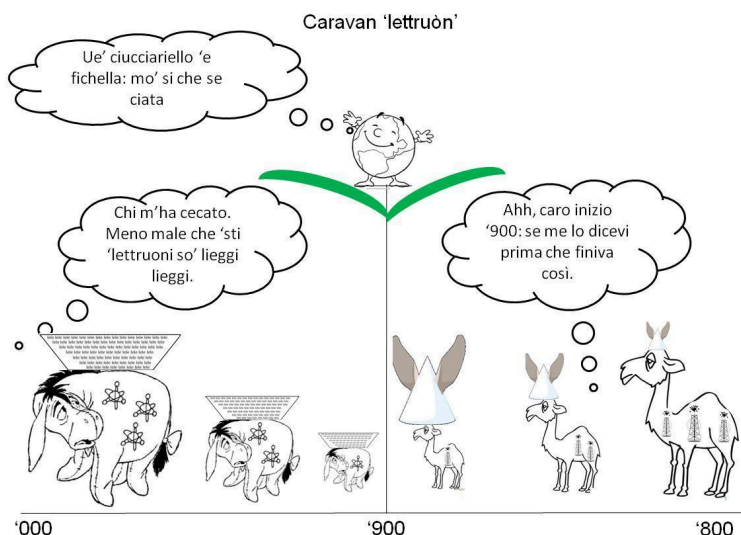 Caravan ‘lettruòn’
Ue’ ciucciariello ‘e
fichella: mo’ si che se
ciata
Chi m’ha cecato.
Meno male che ‘sti
‘lettruoni so’ lieggi
lieggi.
Ahh, caro inizio
‘900: se me lo dicevi
prima che finiva
così.
‘000
‘900
‘800